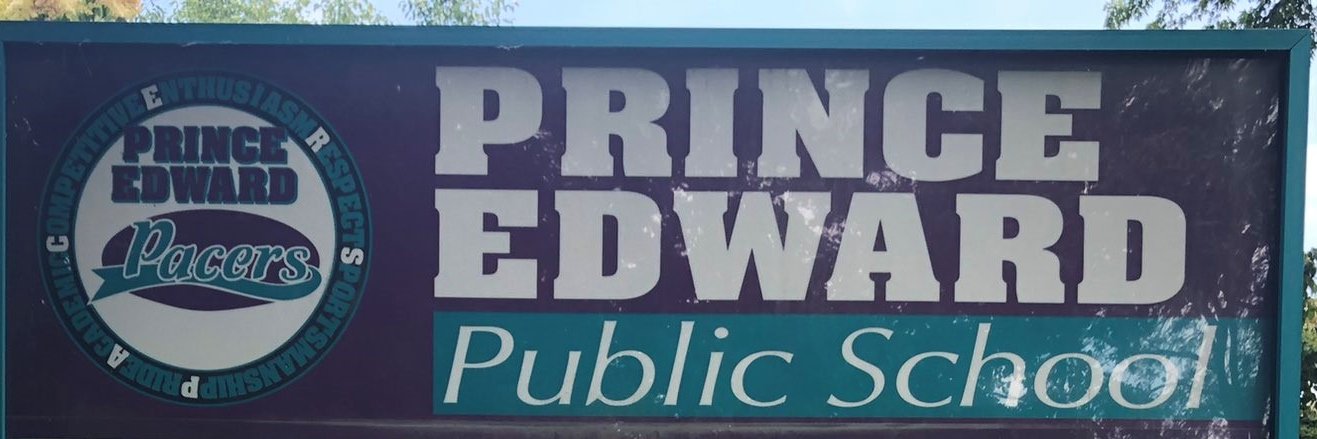 PRINCE
EDWARD
Public School
PRINCE
EDWARD
Pacers
PRIDE ACADEMIC COMPETITIVE ENTHUSIASM RESPECT SPORTSMANSHIP